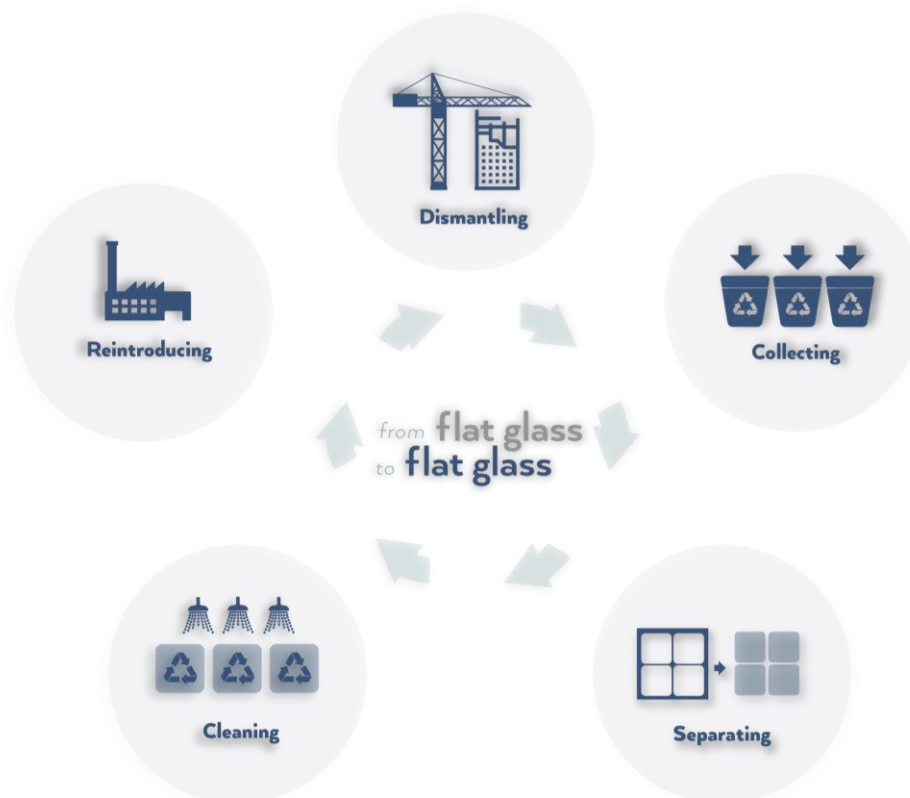 Dismantling
Reintroducing
Collecting
from flat glass
to flat glass
Cleaning
Separating